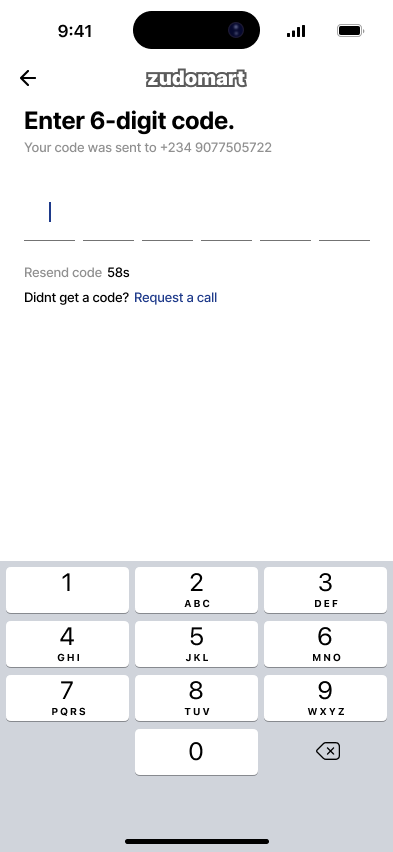 9:41
zudomart
Enter 6-digit code.
Your code was sent to +234 9077505722
Resend code 58s
Didnt get a code? Request a call
1 2 3
ABC DEF
4 5 6
GHI JKL MNO
7 8 9
PQRS TUV WXYZ
0